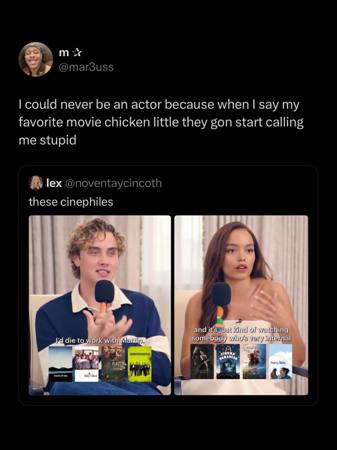 m ☆
@mar3uss
I could never be an actor because when I say my
favorite movie chicken little they gon start calling
me stupid
lex @noventaycincoth
these cinephiles
I'd die to work with Martin
and it's just kind of watching
somebody who's very internal